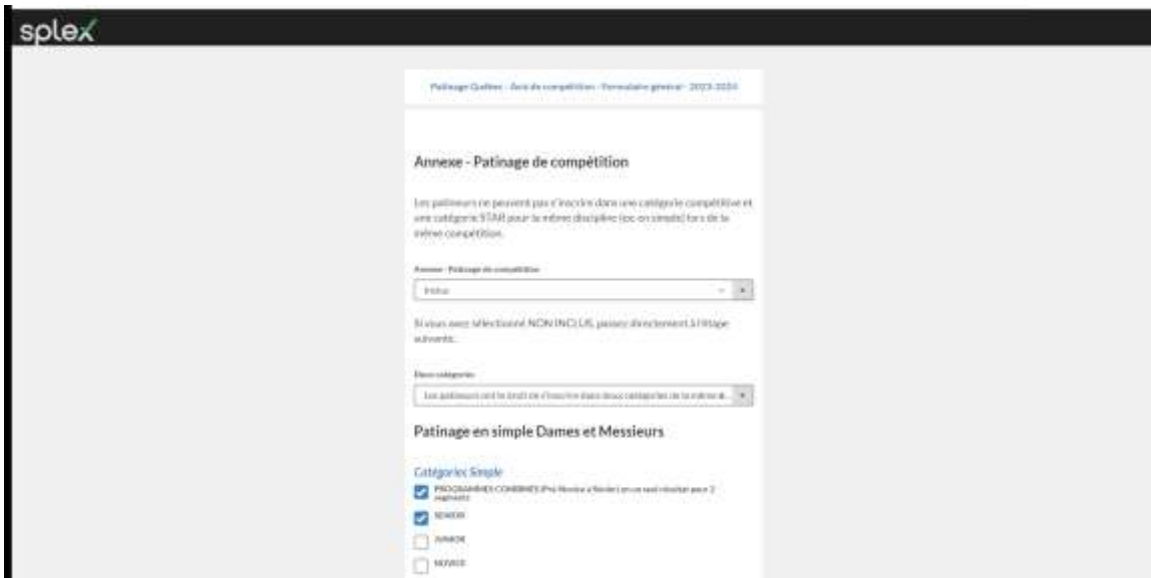 splex
Patinage Québec - Avis de compétition - Formulaire général - 2023-2024
Annexe - Patinage de compétition
Les patineurs ne peuvent pas s'inscrire dans une catégorie compétitive et
une catégorie STAR pour la même discipline (ex: en simple) lors de la
même compétition.
Annexe - Patinage de compétition
Inclus
Si vous avez sélectionné NON INCLUS, passez directement à l'étape
suivante.
Deux catégories
Les patineurs ont le droit de s'inscrire dans deux catégories de la même d...
Patinage en simple Dames et Messieurs
Catégories Simple
PROGRAMMES COMBINÉS (Pré-Novice à Sénior) en un seul résultat pour 2
segments
SENIOR
JUNIOR
NOVICE